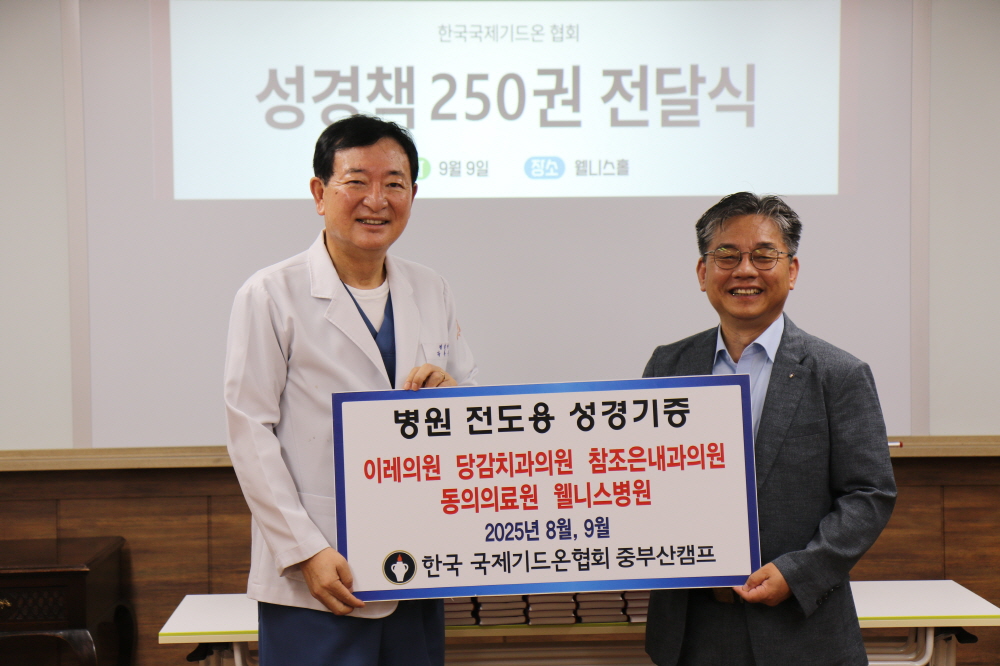 한국국제기드온 협회
성경책 250권 전달식
9월 9일 장소 웰니스홀
병원 전도용 성경기증
이레의원 당감치과의원 참조은내과의원
동의의료원 웰니스병원
2025년 8월, 9월
한국 국제기드온협회 중부산캠프